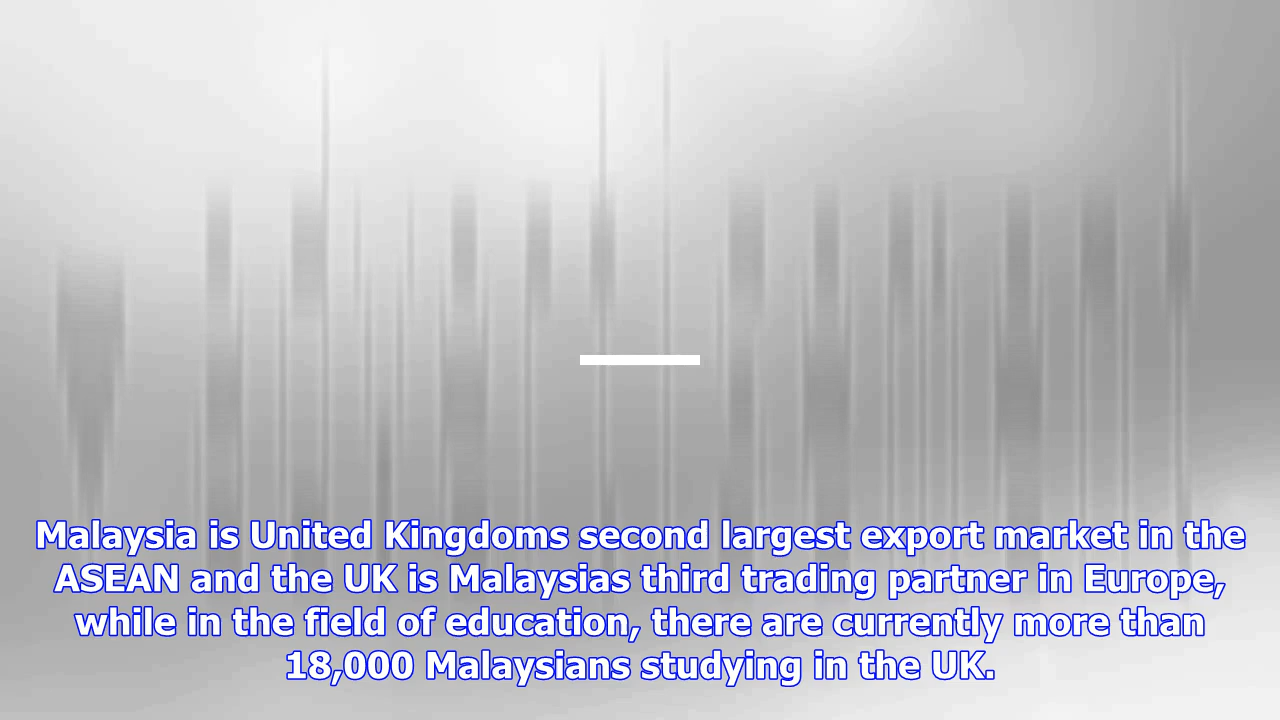 Malaysia is United Kingdoms second largest export market in the
ASEAN and the UK is Malaysias third trading partner in Europe,
while in the field of education, there are currently more than
18,000 Malaysians studying in the UK.